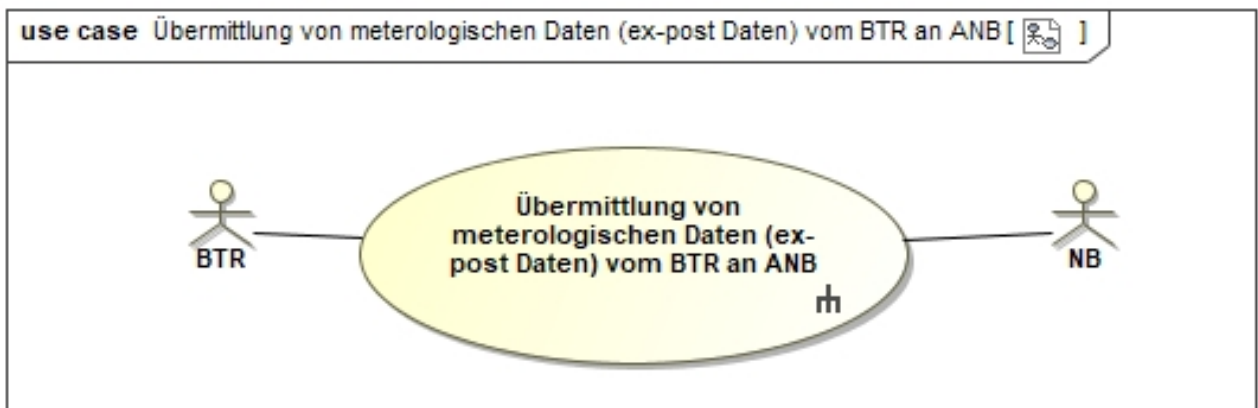 use case Übermittlung von meterologischen Daten (ex-post Daten) vom BTR an ANB [ ]
Übermittlung von
meterologischen Daten (ex-
post Daten) vom BTR an ANB
BTR
NB